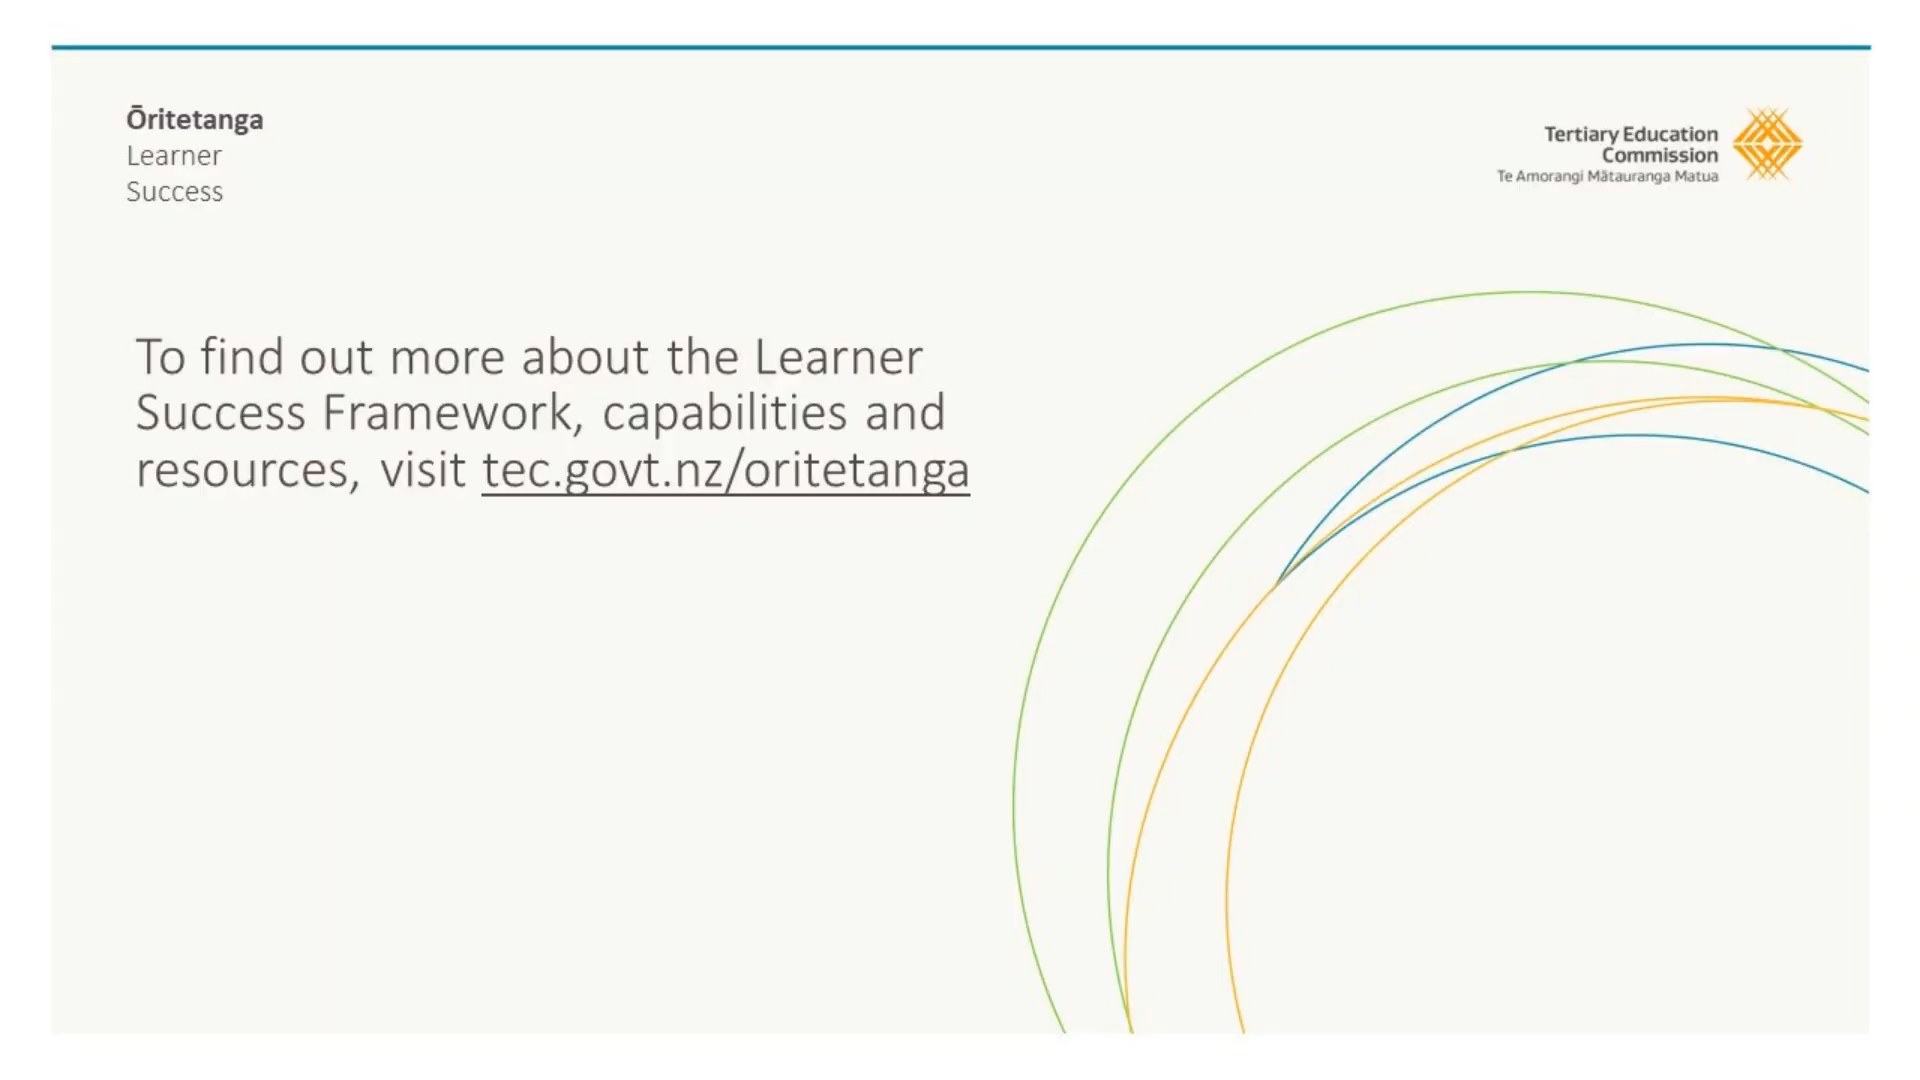 Ōritetanga
Learner
Success
Tertiary Education
Commission
Te Amorangi Mātauranga Matua
To find out more about the Learner
Success Framework, capabilities and
resources, visit tec.govt.nz/oritetanga